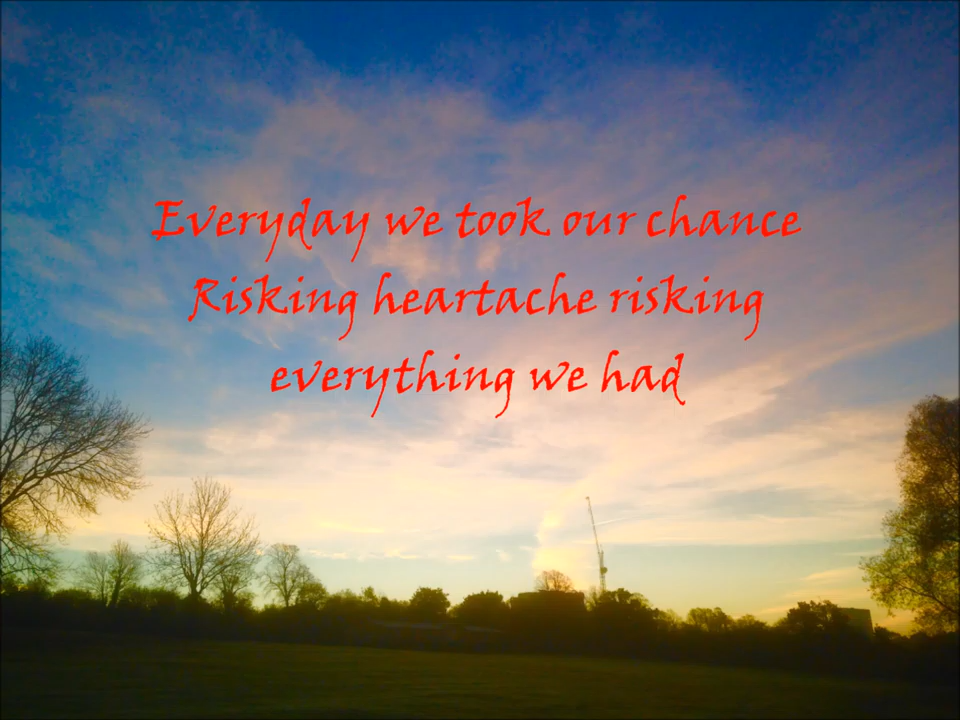 Everyday we took our chance
Risking heartache risking
everything we had